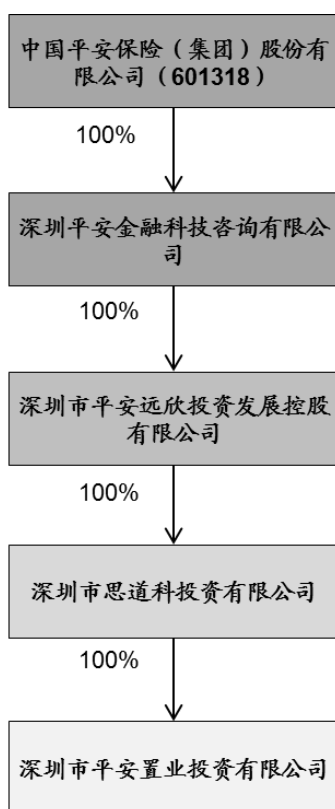 中国平安保险（集团）股份有
限公司（601318）
100%
深圳平安金融科技咨询有限公
司
100%
深圳市平安远欣投资发展控股
有限公司
100%
深圳市思道科投资有限公司
100%
深圳市平安置业投资有限公司